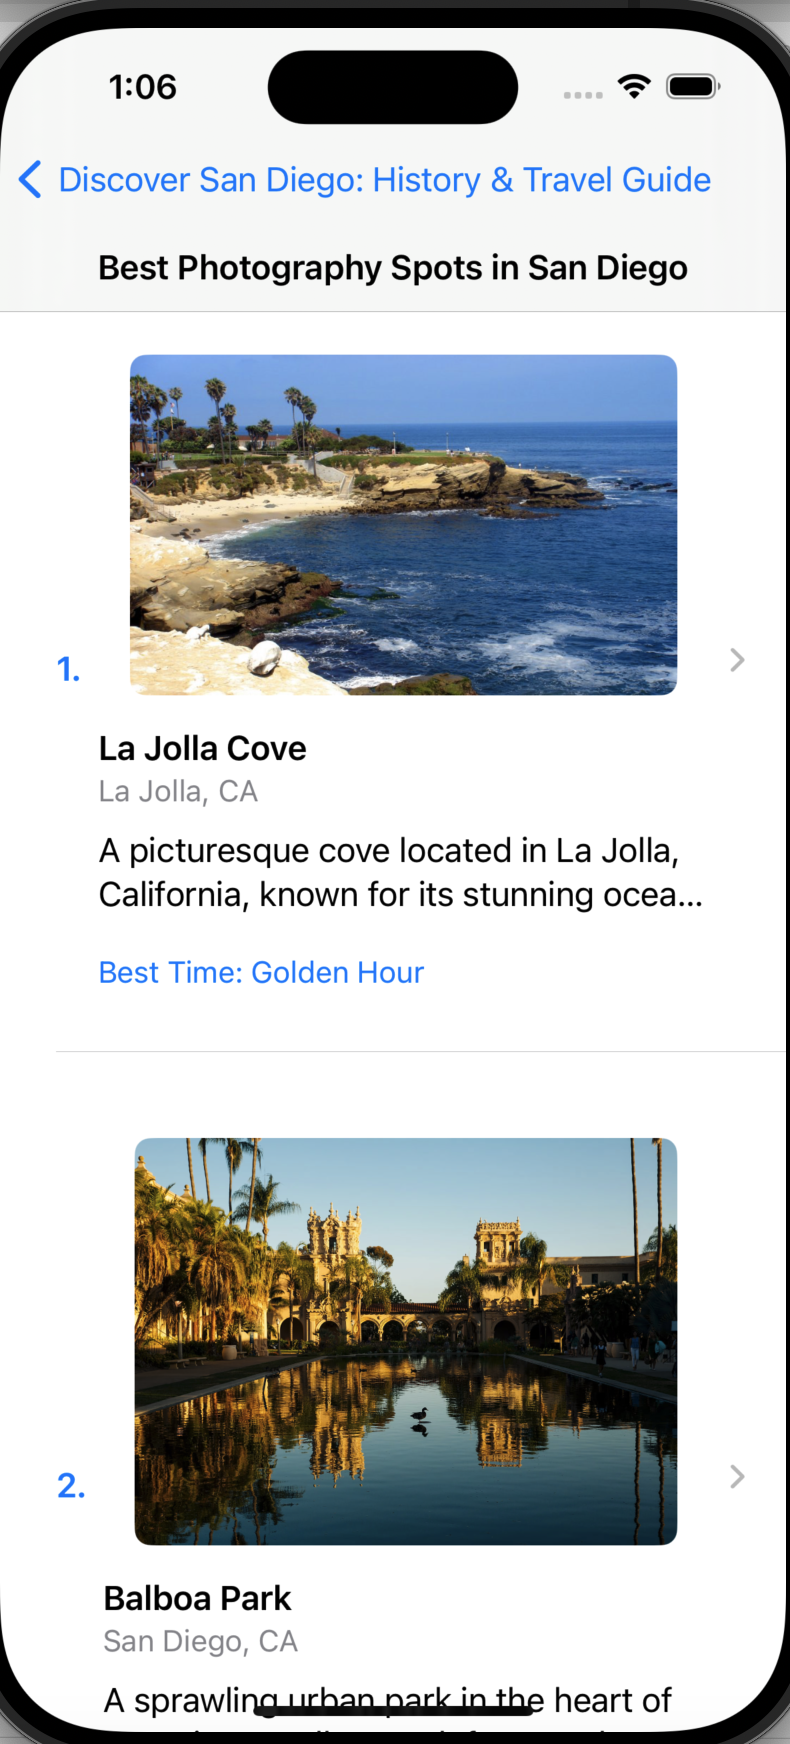 1:06
Discover San Diego: History & Travel Guide
Best Photography Spots in San Diego
1.
La Jolla Cove
La Jolla, CA
A picturesque cove located in La Jolla,
California, known for its stunning ocea...
Best Time: Golden Hour
2.
Balboa Park
San Diego, CA
A sprawling urban park in the heart of